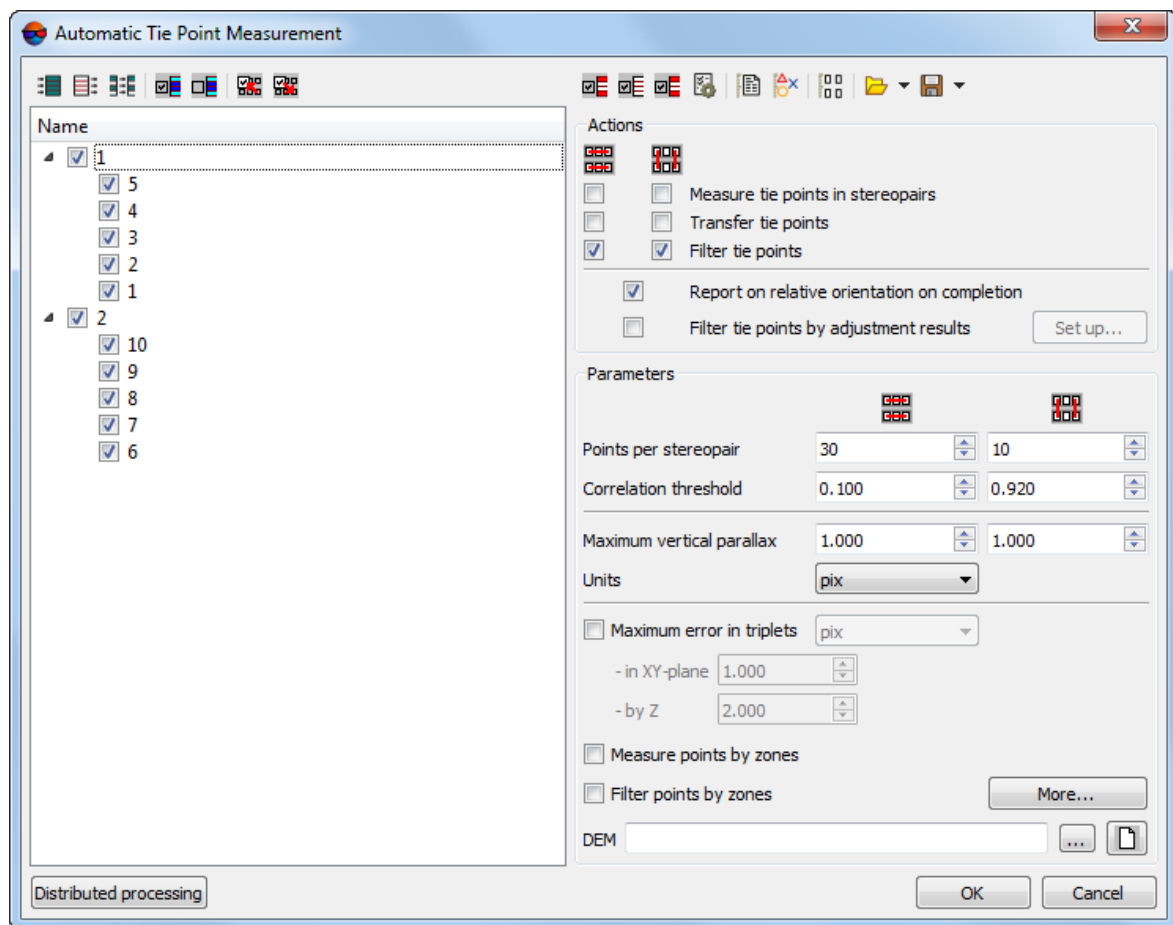 Automatic Tie Point Measurement
Name
1
5
4
3
2
1
2
10
9
8
7
6
Actions
Measure tie points in stereopairs
Transfer tie points
Filter tie points
Report on relative orientation on completion
Filter tie points by adjustment results Set up...
Parameters
Points per stereopair 30 10
Correlation threshold 0.100 0.920
Maximum vertical parallax 1.000 1.000
Units pix
Maximum error in triplets pix
- in XY-plane 1.000
- by Z 2.000
Measure points by zones
Filter points by zones More...
DEM ...
Distributed processing OK Cancel